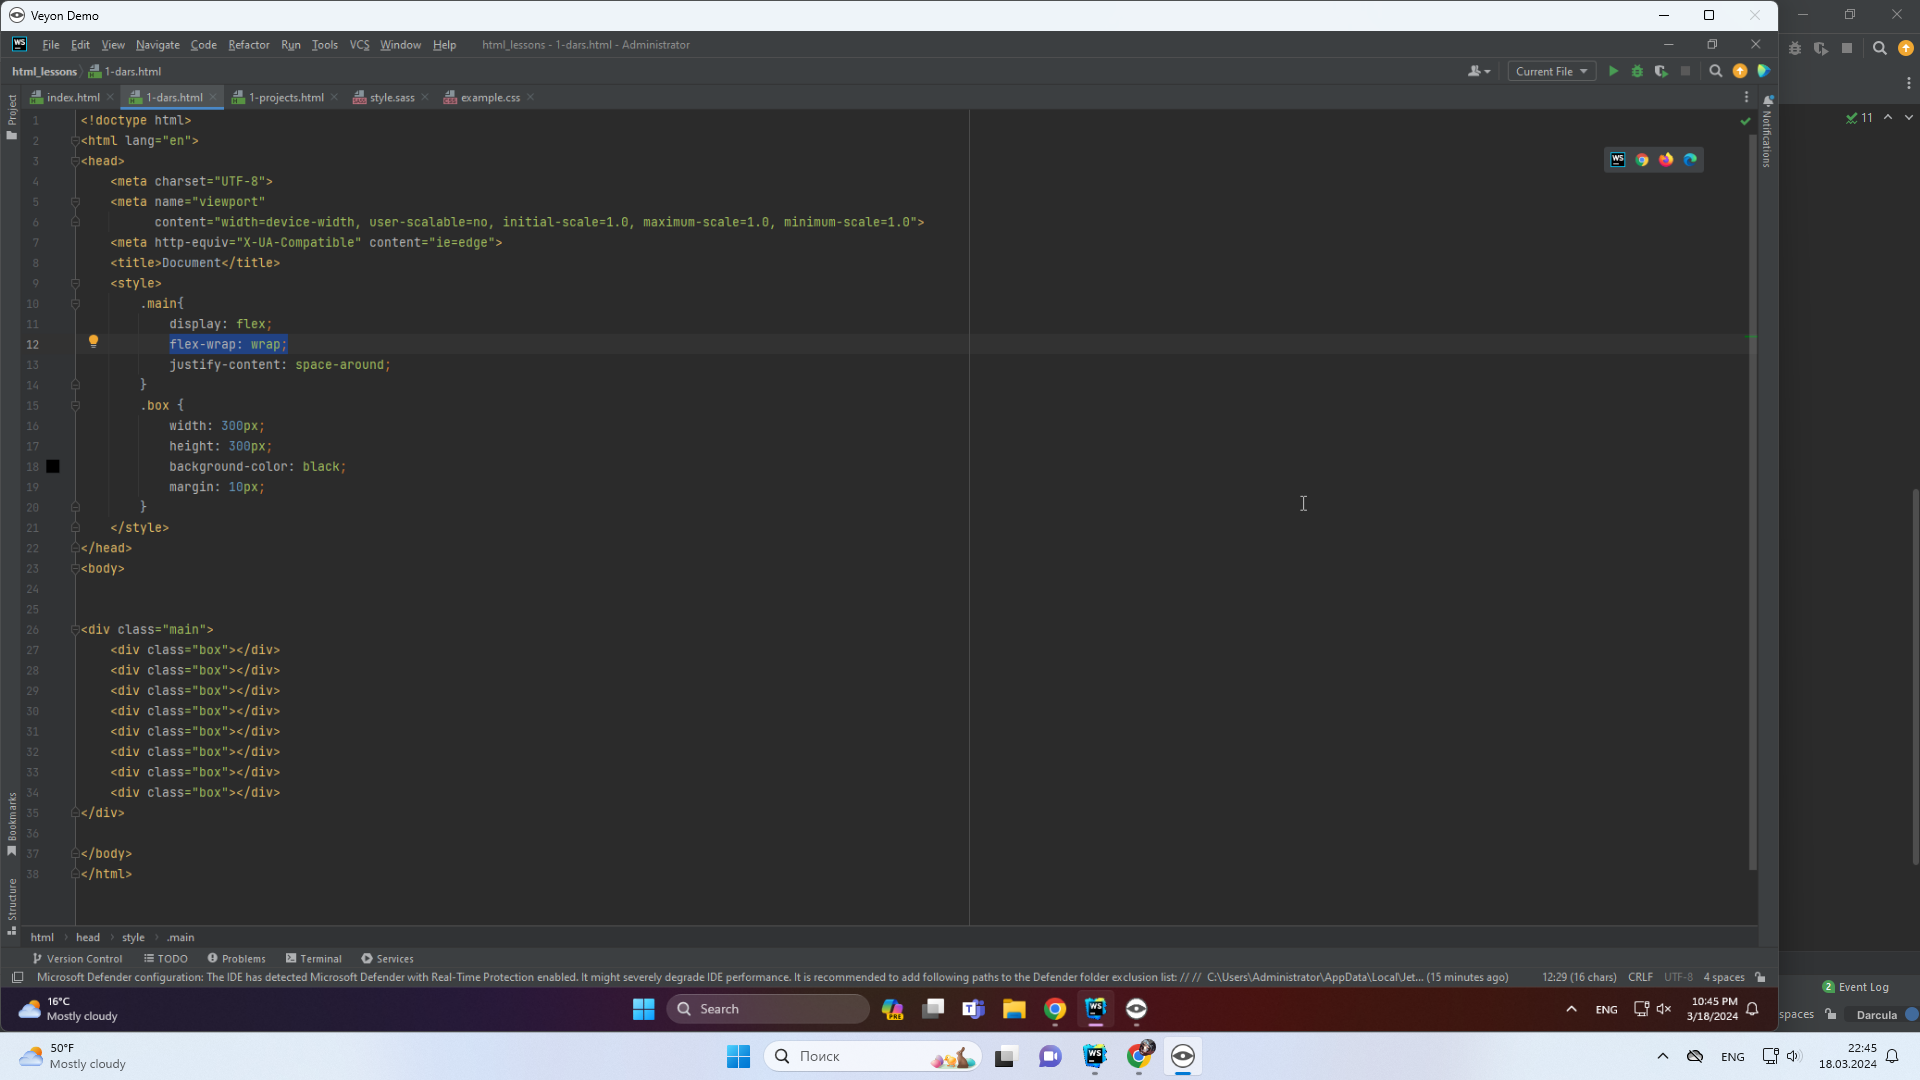 Veyon Demo
WS File Edit View Navigate Code Refactor Run Tools VCS Window Help html_lessons - 1-dars.html - Administrator
html_lessons 1-dars.html Current File
index.html 1-dars.html 1-projects.html style.sass example.css
Project
Notifications
11
1 <!doctype html>
2 <html lang="en">
3 <head>
4 <meta charset="UTF-8">
5 <meta name="viewport"
6 content="width=device-width, user-scalable=no, initial-scale=1.0, maximum-scale=1.0, minimum-scale=1.0">
7 <meta http-equiv="X-UA-Compatible" content="ie=edge">
8 <title>Document</title>
9 <style>
10 .main{
11 display: flex;
12 flex-wrap: wrap;
13 justify-content: space-around;
14 }
15 .box {
16 width: 300px;
17 height: 300px;
18 background-color: black;
19 margin: 10px;
20 }
21 </style>
22 </head>
23 <body>
24
25
26 <div class="main">
27 <div class="box"></div>
28 <div class="box"></div>
29 <div class="box"></div>
30 <div class="box"></div>
31 <div class="box"></div>
32 <div class="box"></div>
33 <div class="box"></div>
34 <div class="box"></div>
35 </div>
36
37 </body>
38 </html>
Bookmarks
Structure
html head style .main
Version Control TODO Problems Terminal Services
Microsoft Defender configuration: The IDE has detected Microsoft Defender with Real-Time Protection enabled. It might severely degrade IDE performance. It is recommended to add following paths to the Defender folder exclusion list: // // C:\Users\Administrator\AppData\Local\Jet... (15 minutes ago) 12:29 (16 chars) CRLF UTF-8 4 spaces
2 Event Log
spaces Darcula
16°C
Mostly cloudy
Search
PRE
WS
ENG
10:45 PM
3/18/2024
50°F
Mostly cloudy
Поиск
WS
ENG
22:45
18.03.2024